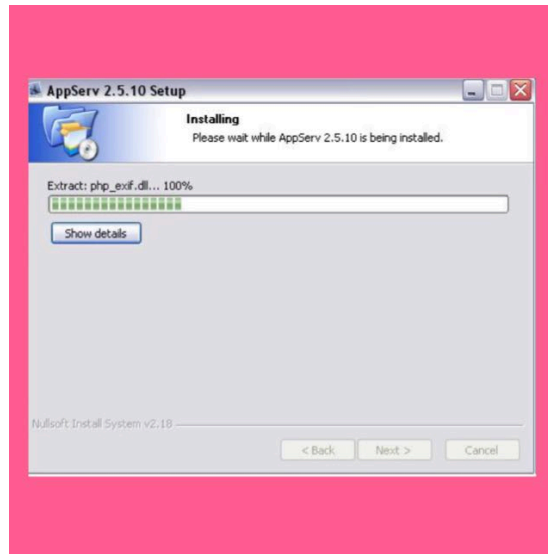 AppServ 2.5.10 Setup
Installing
Please wait while AppServ 2.5.10 is being installed.
Extract: php_exif.dll... 100%
Show details
Nullsoft Install System v2.18
< Back
Next >
Cancel